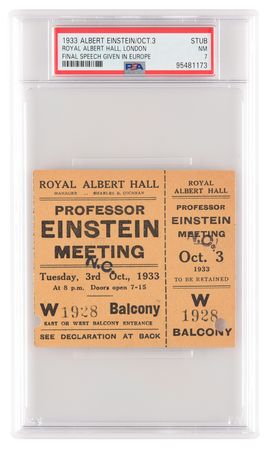 1933 ALBERT EINSTEIN/OCT.3
ROYAL ALBERT HALL, LONDON
FINAL SPEECH GIVEN IN EUROPE
STUB
NM
7
PSA
95481173
ROYAL ALBERT HALL
MANAGER CHARLES B. COCHRAN
PROFESSOR
EINSTEIN
MEETING
N.O.
Tuesday, 3rd Oct., 1933
At 8 p.m. Doors open 7-15
W 1928 Balcony
EAST OR WEST BALCONY ENTRANCE
SEE DECLARATION AT BACK
ROYAL
ALBERT HALL
PROFESSOR
EINSTEIN
MEETING
N.O.
Oct. 3
1933
TO BE RETAINED
W
1928
BALCONY